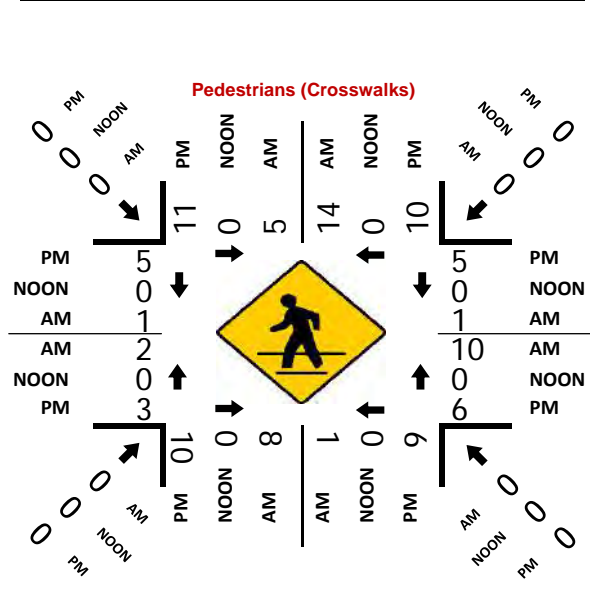 Pedestrians (Crosswalks)
PM NOON AM
0 0 0
PM NOON AM AM NOON PM
11 0 5 14 0 10
PM NOON AM
0 0 0
PM 5
NOON 0
AM 1
AM 2
NOON 0
PM 3
5 PM
0 NOON
1 AM
10 AM
0 NOON
6 PM
0 0 0
AM NOON PM
10 0 8 1 0 6
PM NOON AM AM NOON PM
0 0 0
AM NOON PM